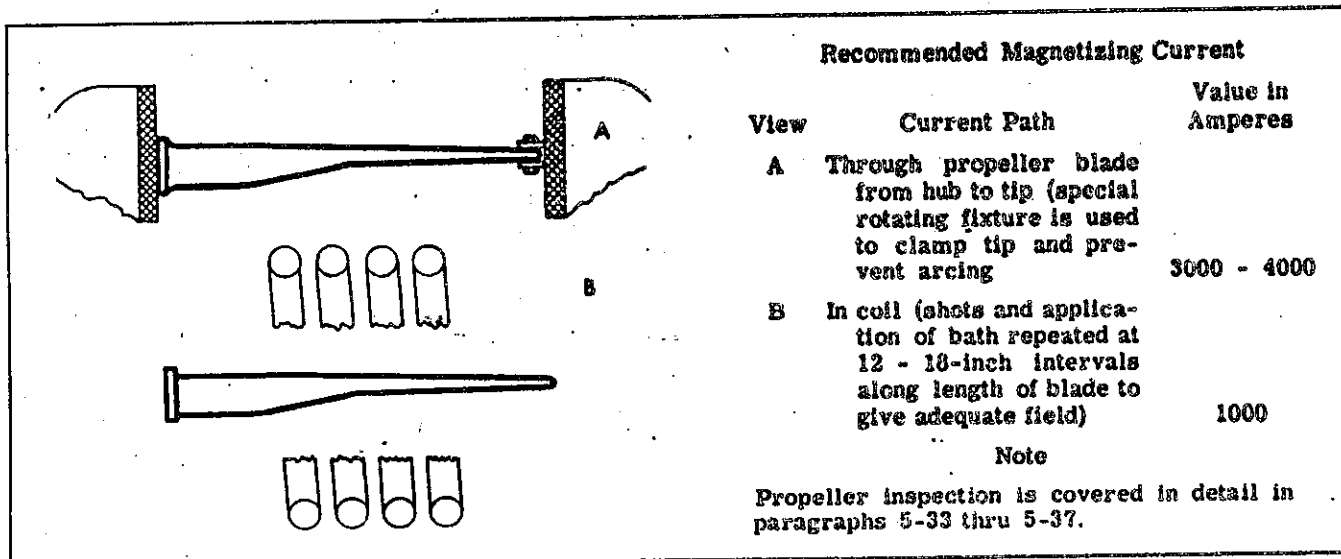 Recommended Magnetizing Current
Value in
View Current Path Amperes
A Through propeller blade
from hub to tip (special
rotating fixture is used
to clamp tip and pre-
vent arcing 3000 - 4000
B In coil (shots and applica-
tion of bath repeated at
12 - 18-inch intervals
along length of blade to
give adequate field) 1000
Note
Propeller inspection is covered in detail in
paragraphs 5-33 thru 5-37.
A
B